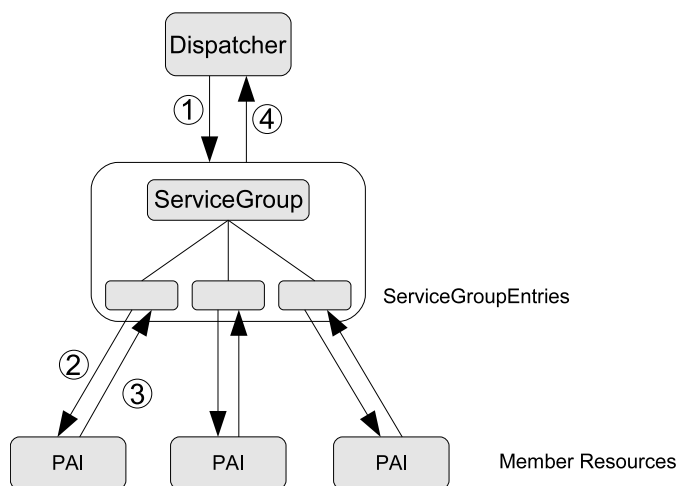 Dispatcher
① ④
ServiceGroup
ServiceGroupEntries
②
③
PAI PAI PAI Member Resources